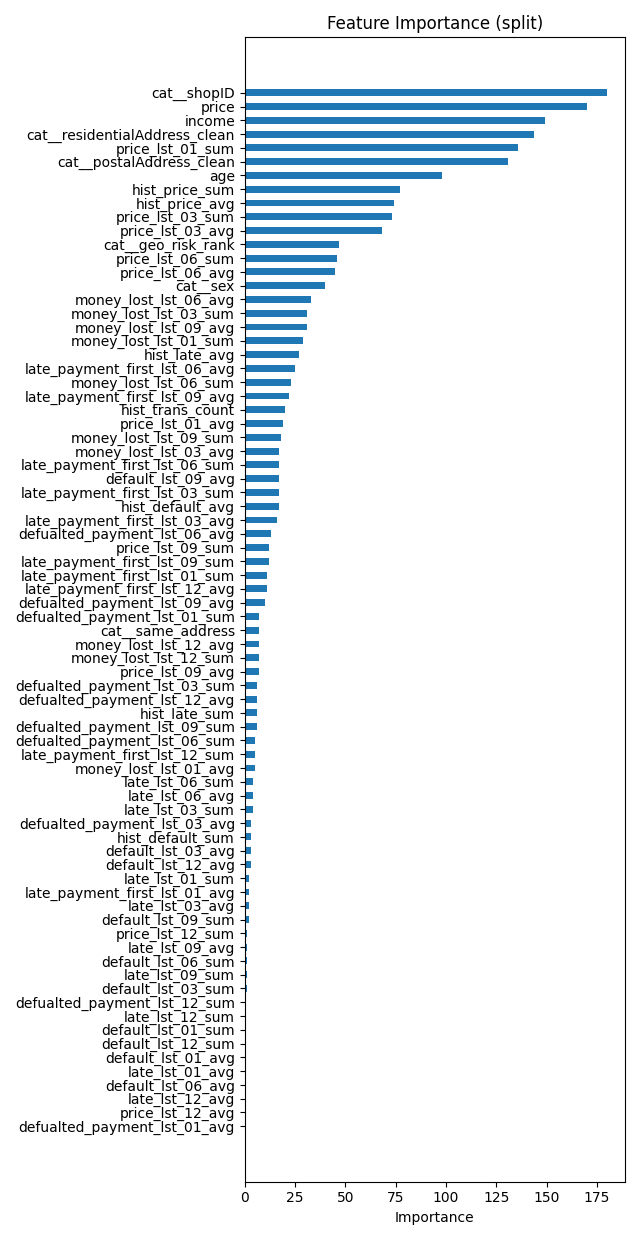 Feature Importance (split)
cat__shopID
price
income
cat__residentialAddress_clean
price_lst_01_sum
cat__postalAddress_clean
age
hist_price_sum
hist_price_avg
price_lst_03_sum
price_lst_03_avg
cat__geo_risk_rank
price_lst_06_sum
price_lst_06_avg
cat__sex
money_lost_lst_06_avg
money_lost_lst_03_sum
money_lost_lst_09_avg
money_lost_lst_01_sum
hist_late_avg
late_payment_first_lst_06_avg
money_lost_lst_06_sum
late_payment_first_lst_09_avg
hist_trans_count
price_lst_01_avg
money_lost_lst_09_sum
money_lost_lst_03_avg
late_payment_first_lst_06_sum
default_lst_09_avg
late_payment_first_lst_03_sum
hist_default_avg
late_payment_first_lst_03_avg
defualted_payment_lst_06_avg
price_lst_09_sum
late_payment_first_lst_09_sum
late_payment_first_lst_01_sum
late_payment_first_lst_12_avg
defualted_payment_lst_09_avg
defualted_payment_lst_01_sum
cat__same_address
money_lost_lst_12_avg
money_lost_lst_12_sum
price_lst_09_avg
defualted_payment_lst_03_sum
defualted_payment_lst_12_avg
hist_late_sum
defualted_payment_lst_09_sum
defualted_payment_lst_06_sum
late_payment_first_lst_12_sum
money_lost_lst_01_avg
late_lst_06_sum
late_lst_06_avg
late_lst_03_sum
defualted_payment_lst_03_avg
hist_default_sum
default_lst_03_avg
default_lst_12_avg
late_lst_01_sum
late_payment_first_lst_01_avg
late_lst_03_avg
default_lst_09_sum
price_lst_12_sum
late_lst_09_avg
default_lst_06_sum
late_lst_09_sum
default_lst_03_sum
defualted_payment_lst_12_sum
late_lst_12_sum
default_lst_01_sum
default_lst_12_sum
default_lst_01_avg
late_lst_01_avg
default_lst_06_avg
late_lst_12_avg
price_lst_12_avg
defualted_payment_lst_01_avg
0 25 50 75 100 125 150 175
Importance